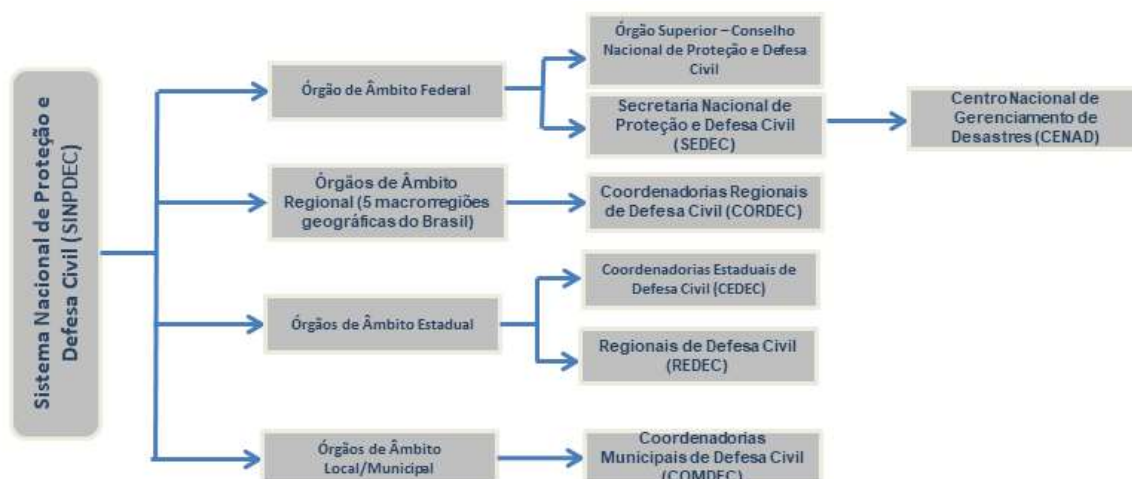 Sistema Nacional de Proteção e
Defesa Civil (SINPDEC)
Órgão de Âmbito Federal
Órgão Superior – Conselho
Nacional de Proteção e Defesa
Civil
Secretaria Nacional de
Proteção e Defesa Civil
(SEDEC)
Centro Nacional de
Gerenciamento de
Desastres (CENAD)
Órgãos de Âmbito
Regional (5 macrorregiões
geográficas do Brasil)
Coordenadorias Regionais
de Defesa Civil (CORDEC)
Órgãos de Âmbito Estadual
Coordenadorias Estaduais de
Defesa Civil (CEDEC)
Regionais de Defesa Civil
(REDEC)
Órgãos de Âmbito
Local/Municipal
Coordenadorias
Municipais de Defesa Civil
(COMDEC)